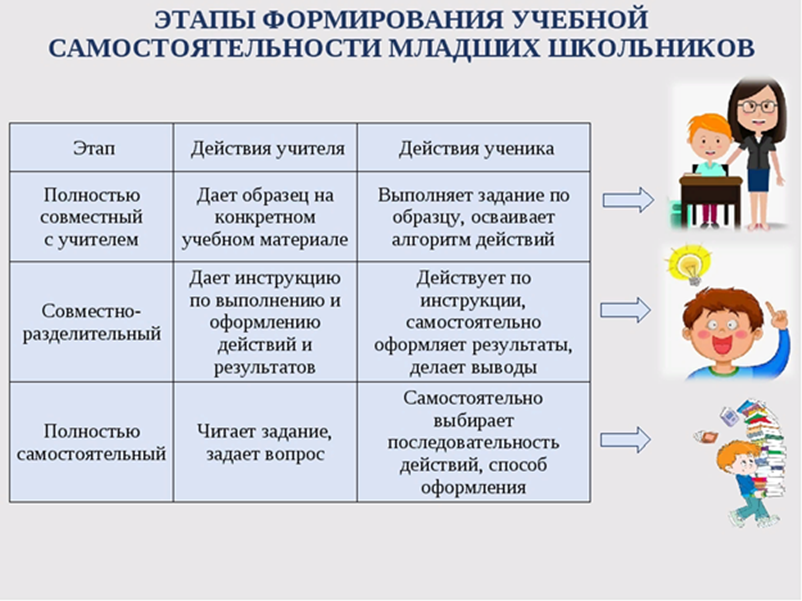 ЭТАПЫ ФОРМИРОВАНИЯ УЧЕБНОЙ
САМОСТОЯТЕЛЬНОСТИ МЛАДШИХ ШКОЛЬНИКОВ
Этап
Действия учителя
Действия ученика
Полностью
совместный
с учителем
Дает образец на
конкретном
учебном материале
Выполняет задание по
образцу, осваивает
алгоритм действий
Совместно-
разделительный
Дает инструкцию
по выполнению и
оформлению
действий и
результатов
Действует по
инструкции,
самостоятельно
оформляет результаты,
делает выводы
Полностью
самостоятельный
Читает задание,
задает вопрос
Самостоятельно
выбирает
последовательность
действий, способ
оформления